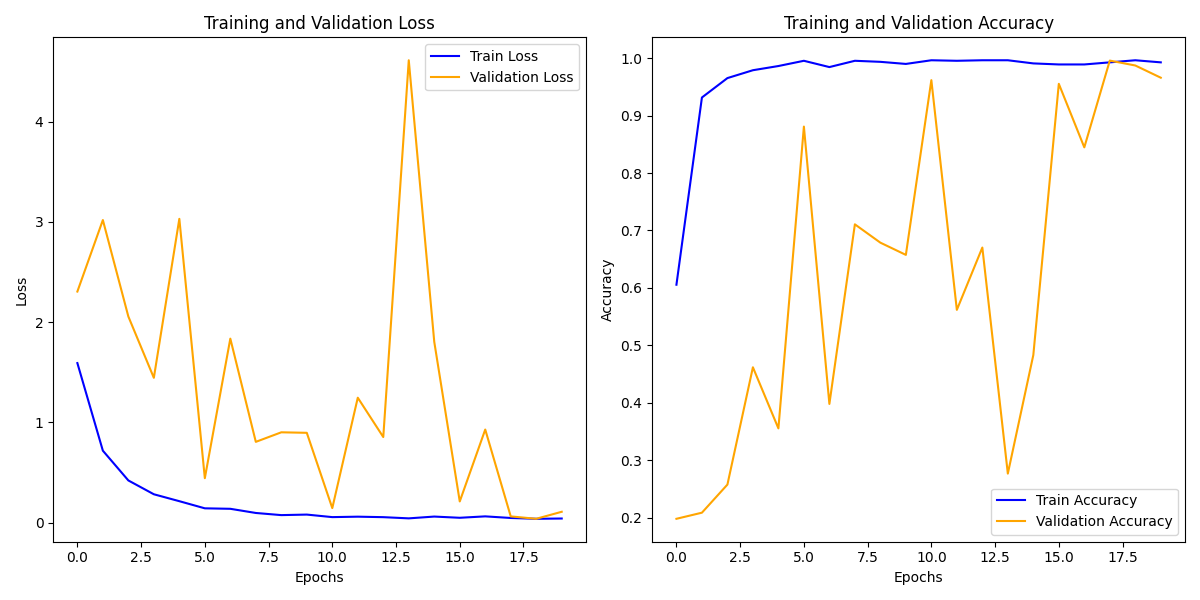 Training and Validation Loss
Train Loss
Validation Loss
4
3
2
1
0
Loss
0.0 2.5 5.0 7.5 10.0 12.5 15.0 17.5
Epochs
Training and Validation Accuracy
1.0
0.9
0.8
0.7
0.6
0.5
0.4
0.3
0.2
Accuracy
Train Accuracy
Validation Accuracy
0.0 2.5 5.0 7.5 10.0 12.5 15.0 17.5
Epochs